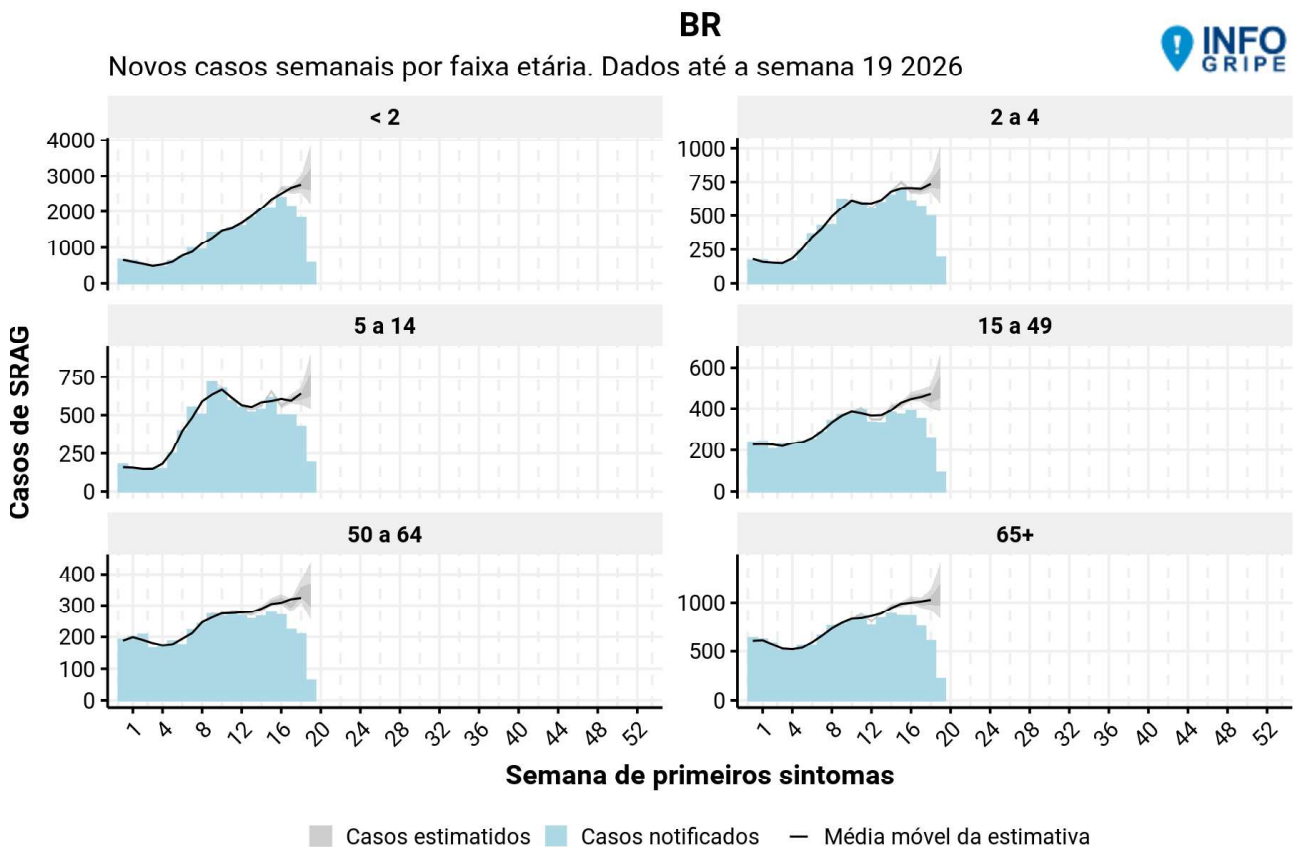 BR
INFO
GRIPE
Novos casos semanais por faixa etária. Dados até a semana 19 2026
< 2
2 a 4
4000
3000
2000
1000
0
1000
750
500
250
0
5 a 14
15 a 49
750
500
250
0
600
400
200
0
50 a 64
65+
400
300
200
100
0
1000
500
0
1 4 8 12 16 20 24 28 32 36 40 44 48 52
1 4 8 12 16 20 24 28 32 36 40 44 48 52
Casos de SRAG
Semana de primeiros sintomas
Casos estimatidos Casos notificados Média móvel da estimativa